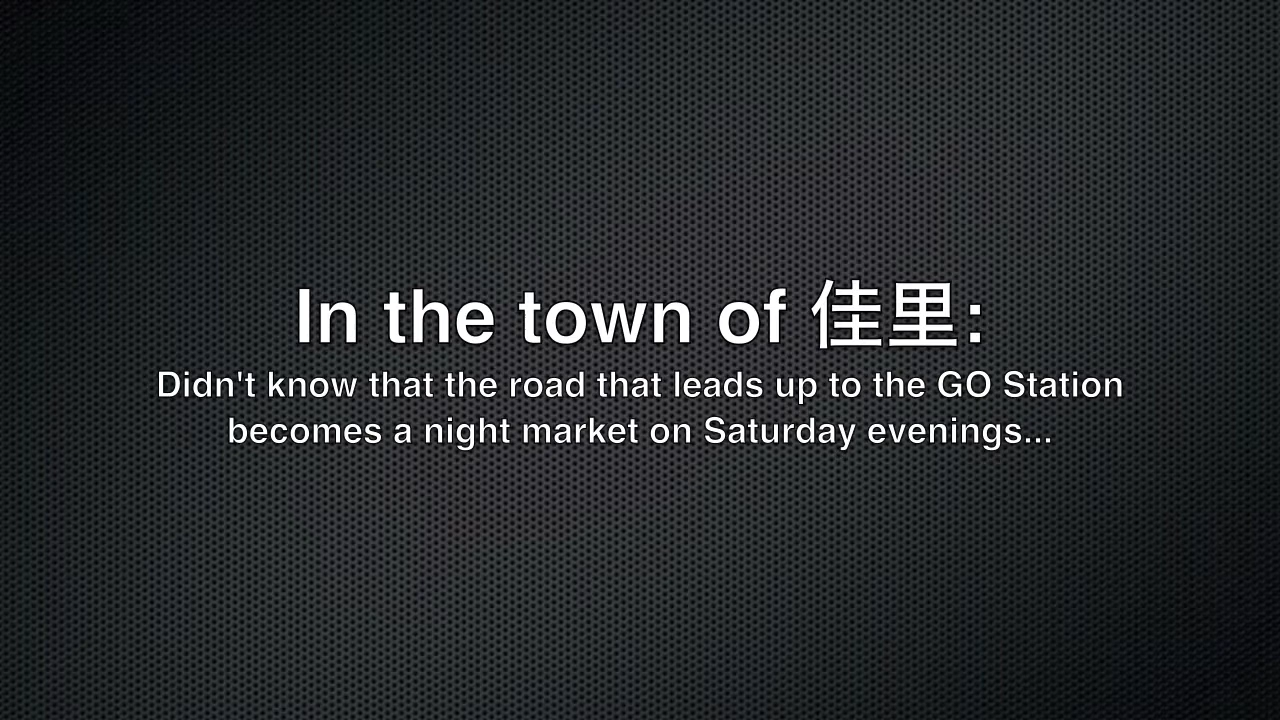 In the town of 佳里:
Didn't know that the road that leads up to the GO Station
becomes a night market on Saturday evenings...